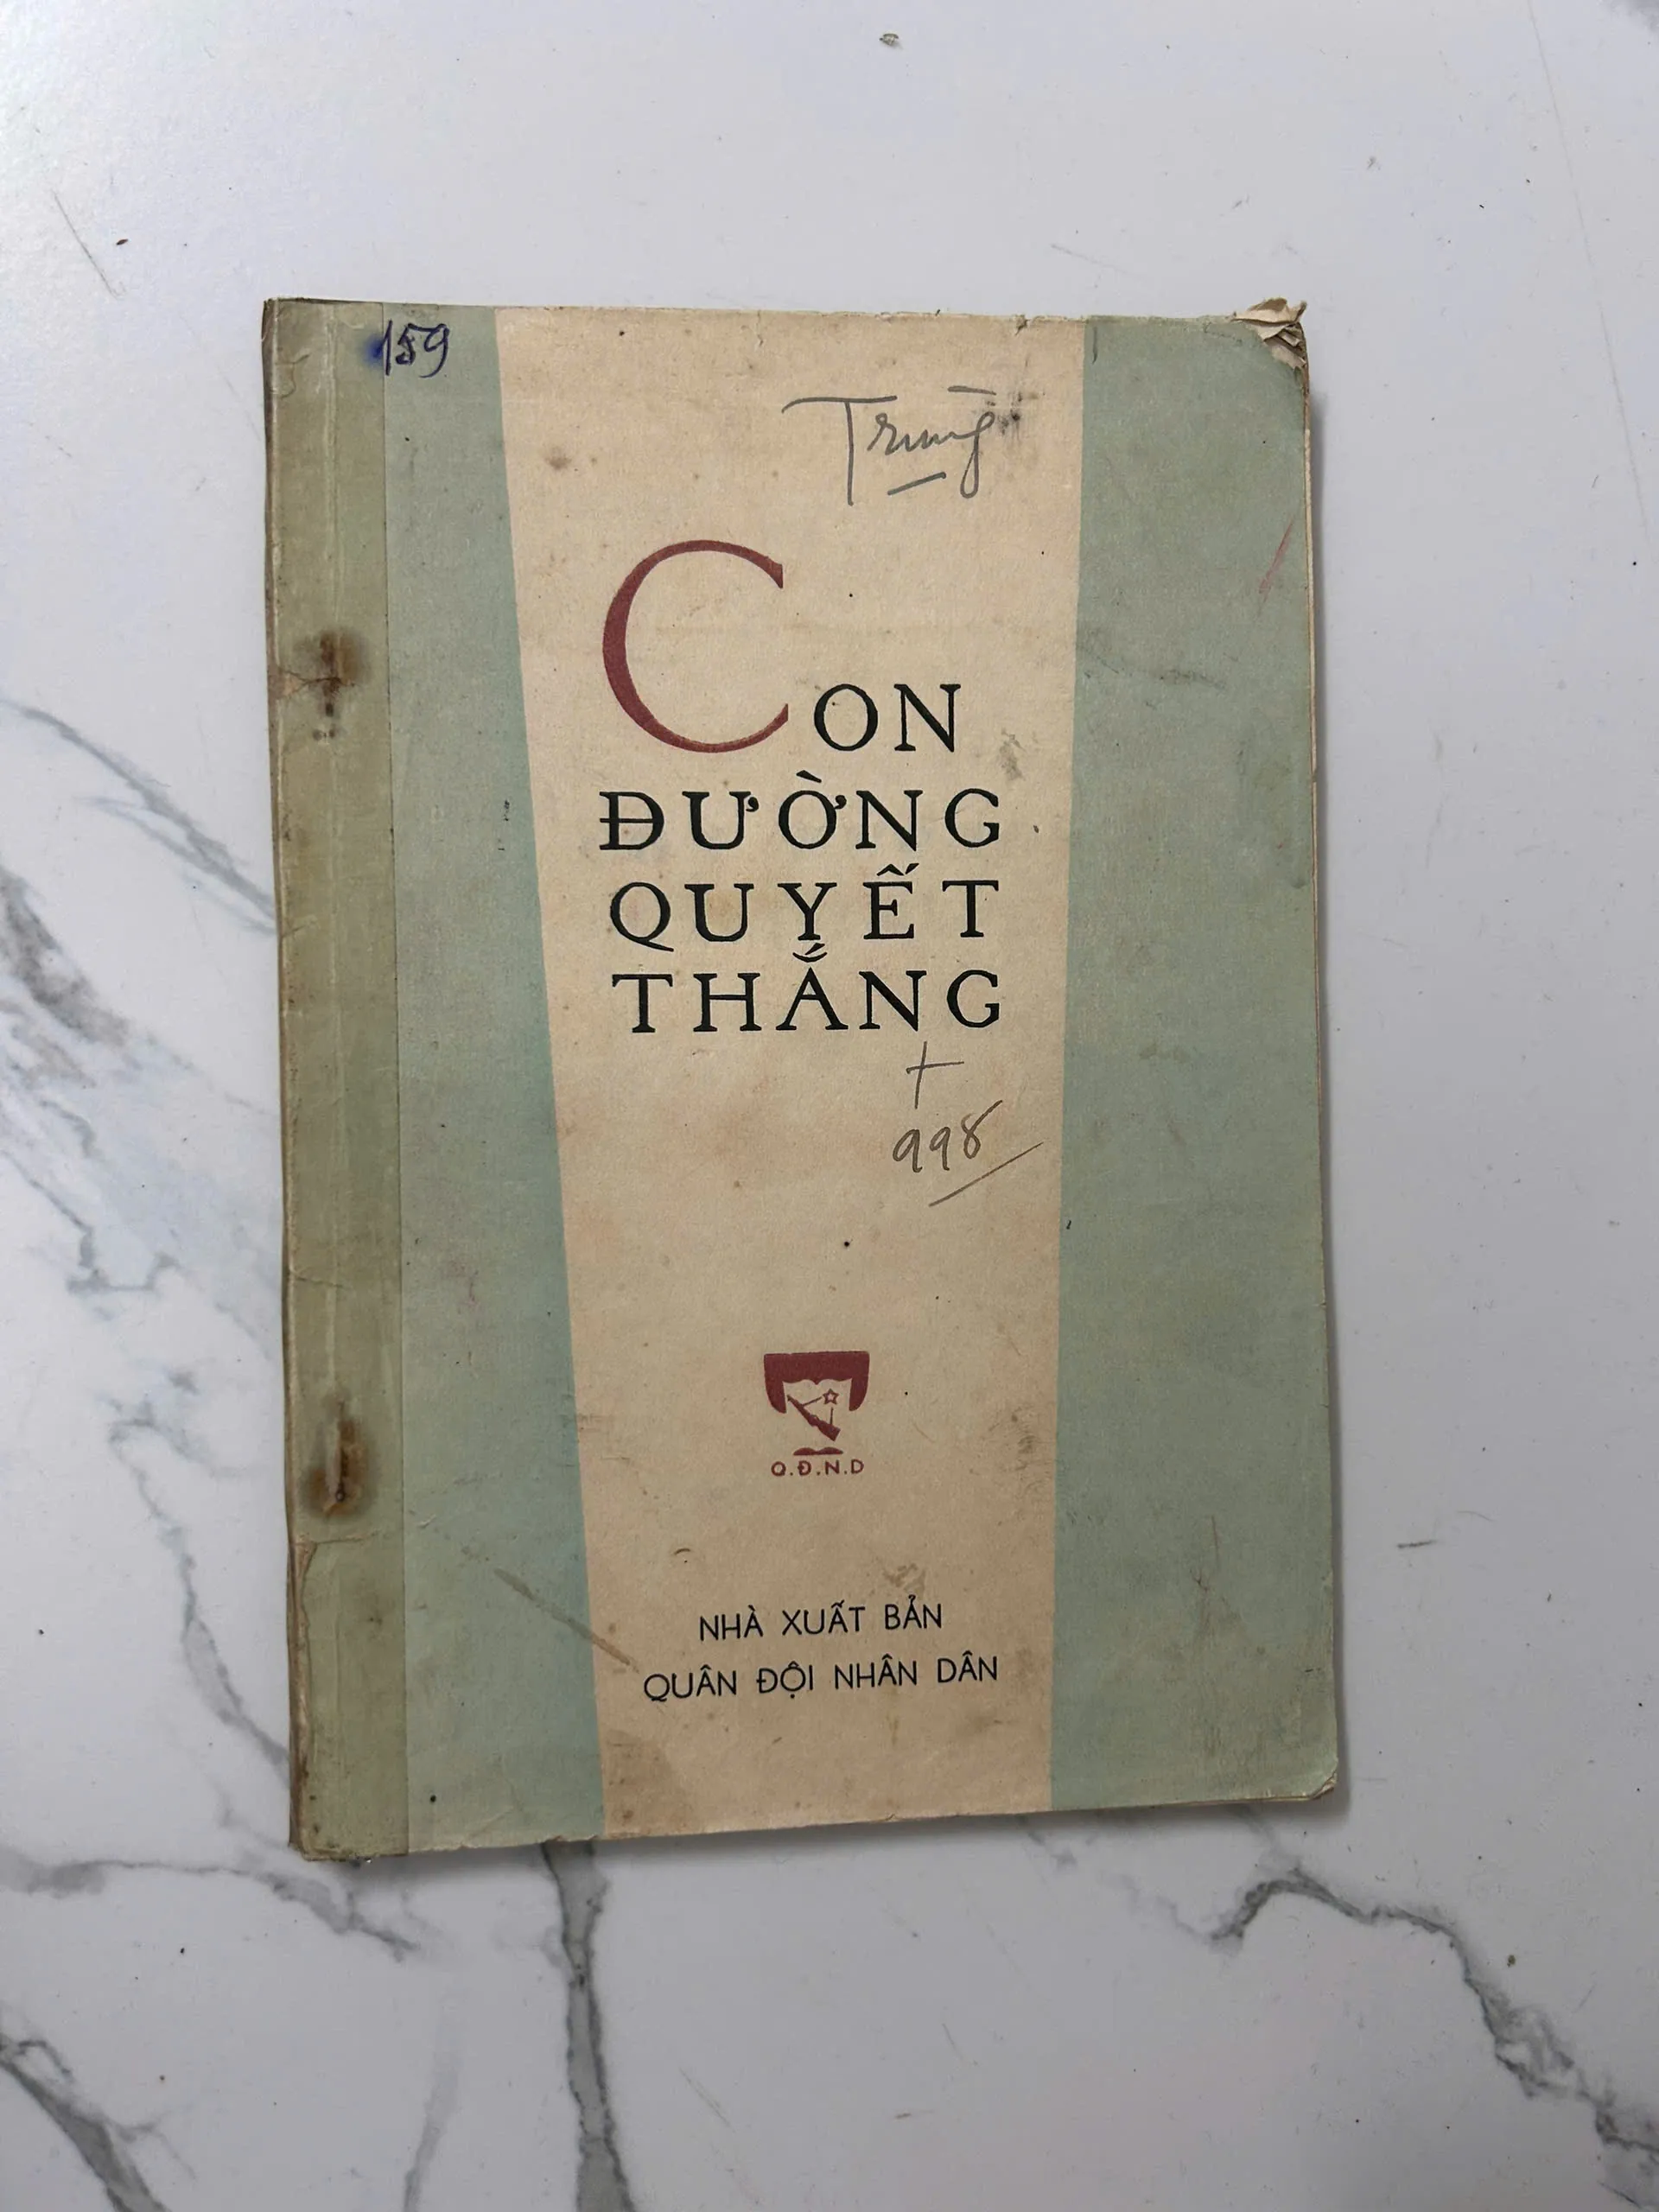 159
Trung
CON
ĐƯỜNG
QUYẾT
THẮNG
+
998
Q.Đ.N.D
NHÀ XUẤT BẢN
QUÂN ĐỘI NHÂN DÂN